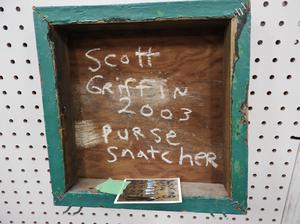 Scott
Griffin
2003
Purse
Snatcher